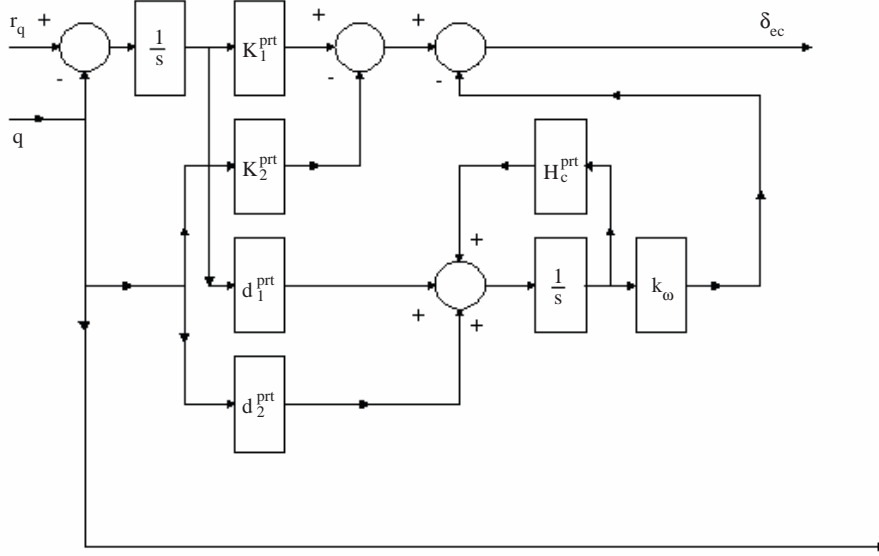 r_q + 1/s K_1^prt + + δ_ec
- - -
q
K_2^prt H_c^prt
+
d_1^prt 1/s k_ω
+ +
d_2^prt